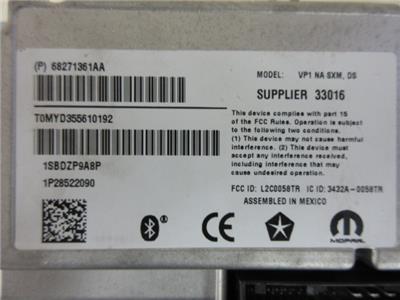 (P) 68271361AA
MODEL: VP1 NA SXM, DS
SUPPLIER 33016
T0MYD355610192
This device complies with part 15
of the FCC Rules. Operation is subject
to the following two conditions:
(1) This device may not cause harmful
interference. (2) This device must
accept any interference received,
including interference that may
cause undesired operation.
1SBDZP9A8P
1P28522090
FCC ID: L2C0058TR IC ID: 3432A-0058TR
ASSEMBLED IN MEXICO
CE
MOPAR